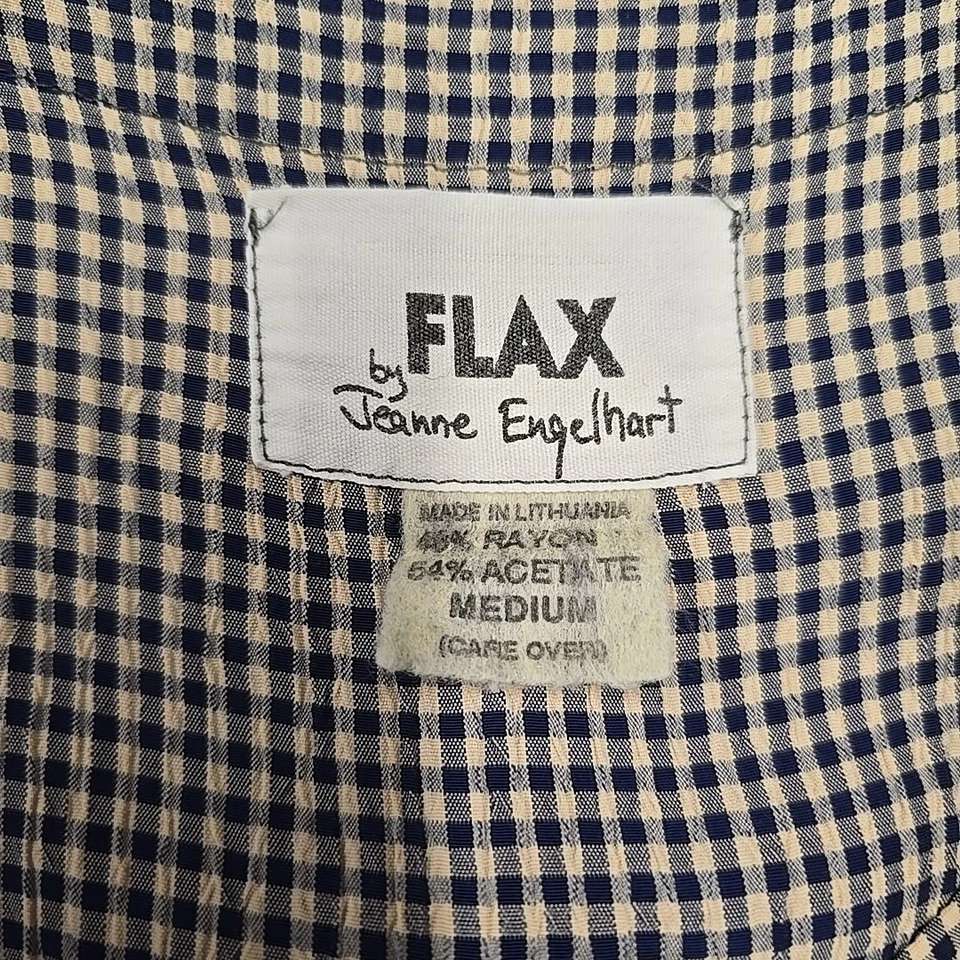 FLAX
by
Jeanne Engelhart
MADE IN LITHUANIA
46% RAYON
54% ACETATE
MEDIUM
(CARE OVER)